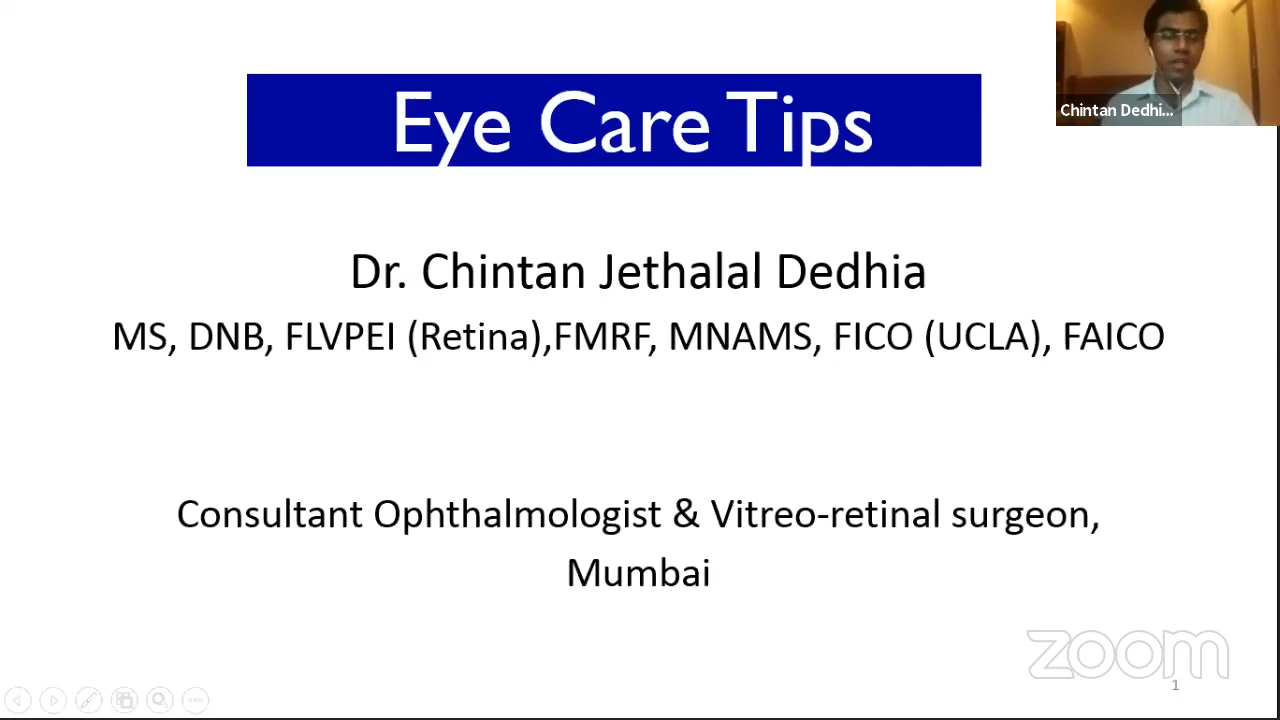 Eye Care Tips
Chintan Dedhi...
Dr. Chintan Jethalal Dedhia
MS, DNB, FLVPEI (Retina),FMRF, MNAMS, FICO (UCLA), FAICO
Consultant Ophthalmologist & Vitreo-retinal surgeon,
Mumbai
zoom
1